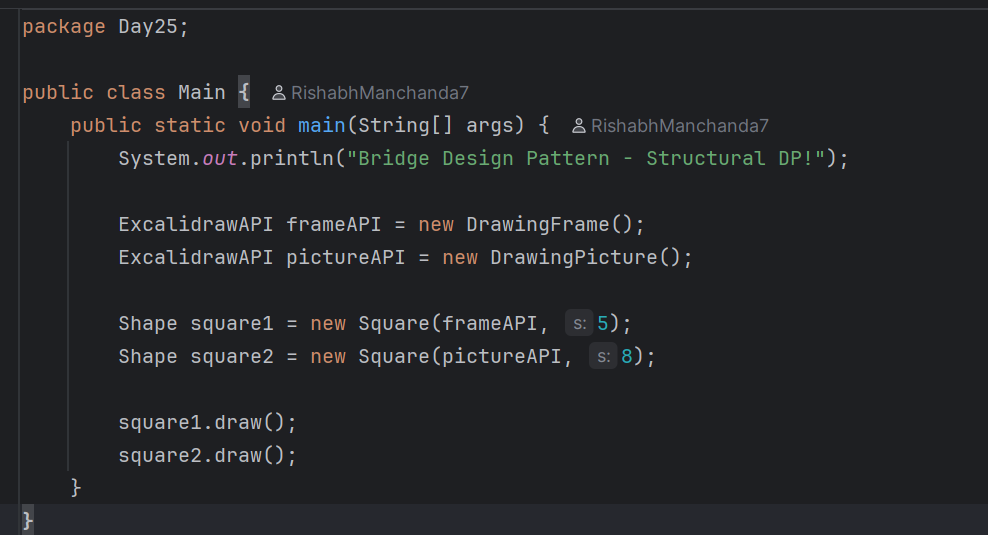 package Day25;
public class Main { RishabhManchanda7
public static void main(String[] args) { RishabhManchanda7
System.out.println("Bridge Design Pattern - Structural DP!");
ExcalidrawAPI frameAPI = new DrawingFrame();
ExcalidrawAPI pictureAPI = new DrawingPicture();
Shape square1 = new Square(frameAPI, s: 5);
Shape square2 = new Square(pictureAPI, s: 8);
square1.draw();
square2.draw();
}
}